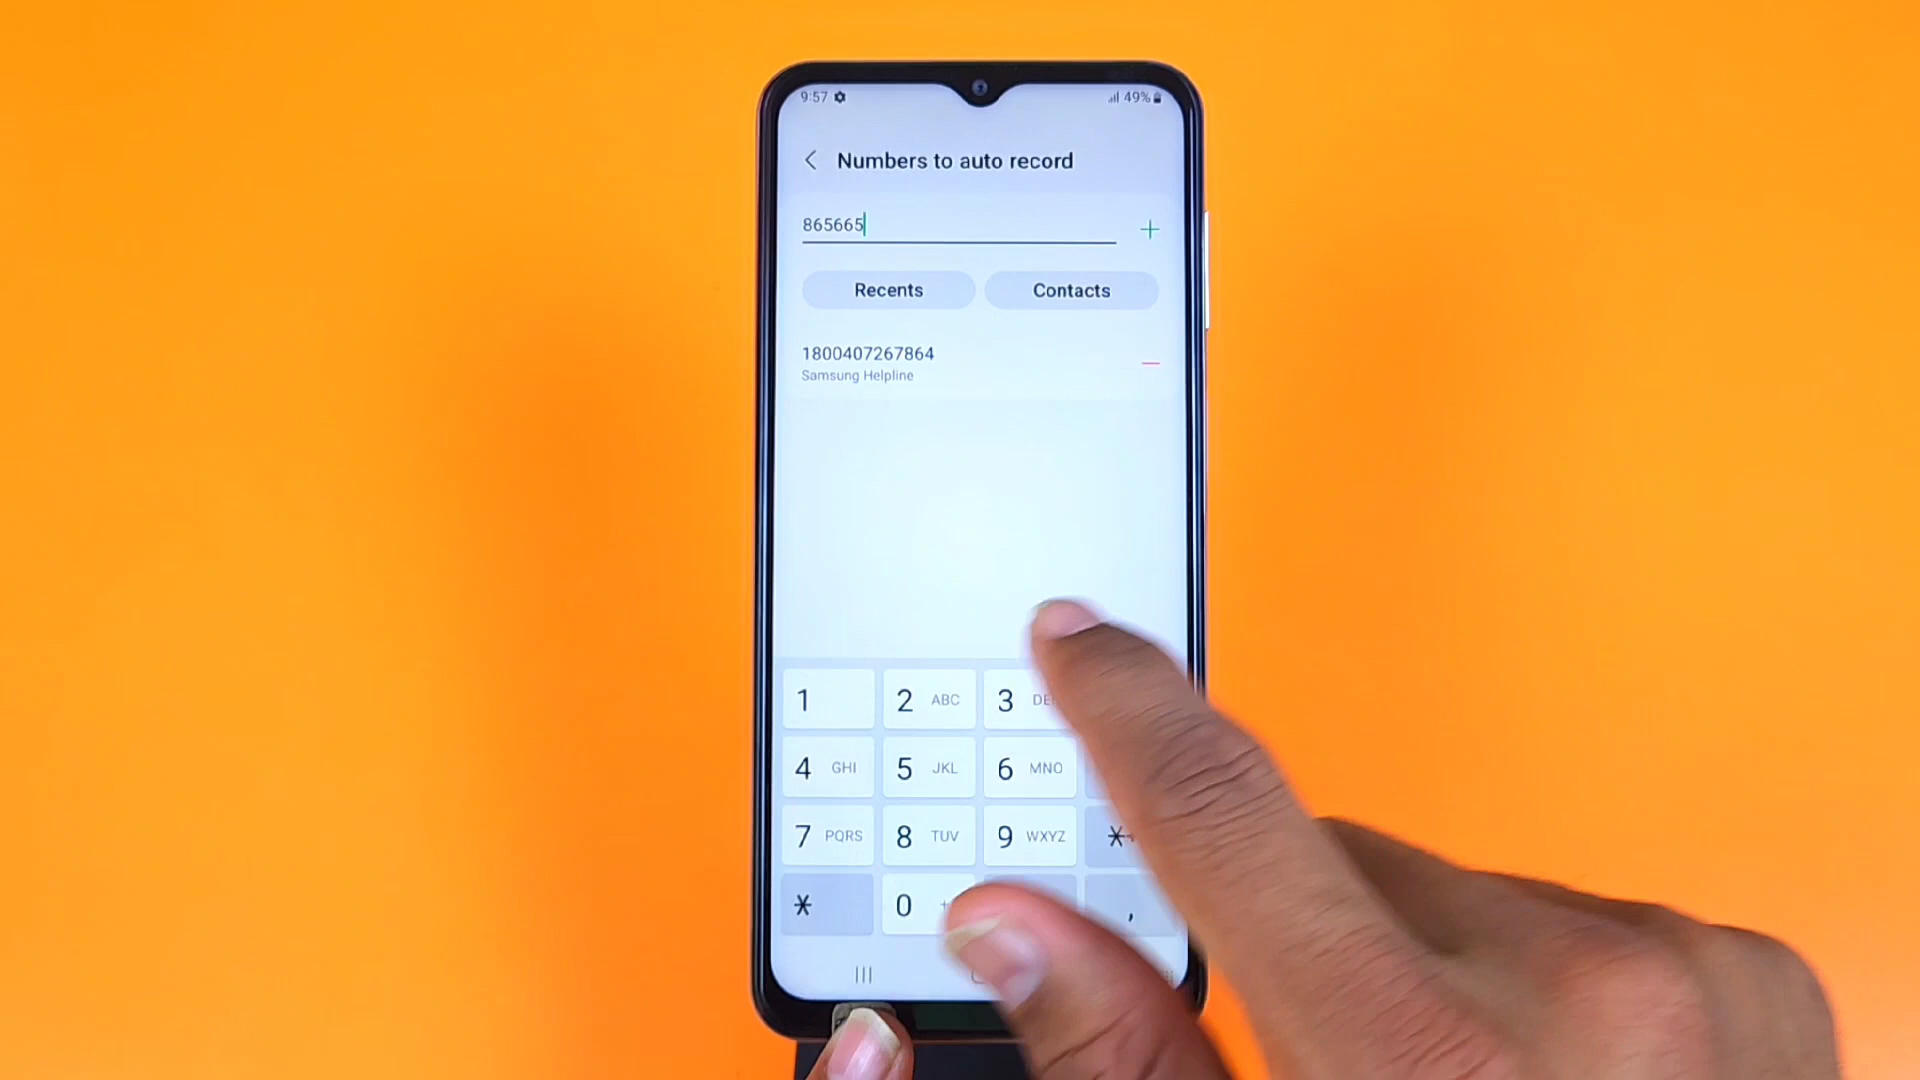 9:57 49%
Numbers to auto record
865665
Recents Contacts
1800407267864
Samsung Helpline
1 2 ABC 3
4 GHI 5 JKL 6 MNO
7 PQRS 8 TUV 9 WXYZ *
* 0 + ,